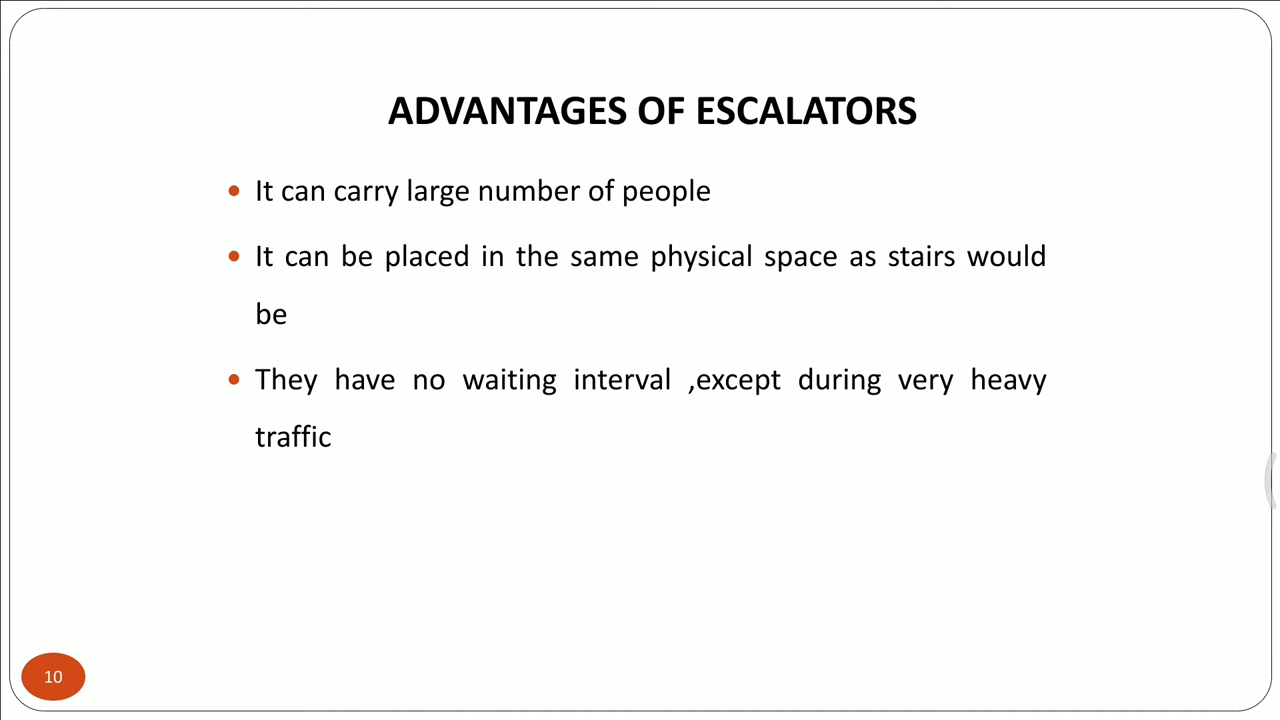 ADVANTAGES OF ESCALATORS
• It can carry large number of people
• It can be placed in the same physical space as stairs would
be
• They have no waiting interval ,except during very heavy
traffic
10